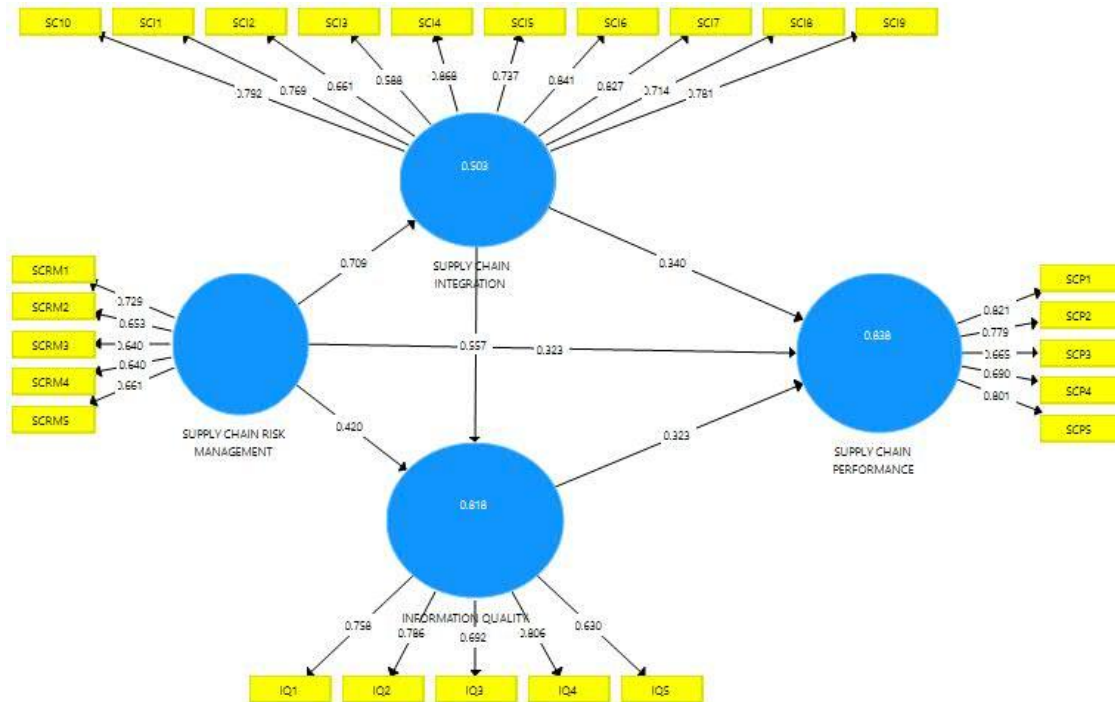 SC10
SCI1
SCI2
SCI3
SCI4
SCI5
SCI6
SCI7
SCI8
SCI9
0.792
0.769
0.661
0.588
0.868
0.737
0.841
0.827
0.714
0.781
0.503
SUPPLY CHAIN
INTEGRATION
0.709
0.340
SCRM1
SCRM2
SCRM3
SCRM4
SCRM5
0.729
0.653
0.640
0.640
0.661
SUPPLY CHAIN RISK
MANAGEMENT
0.557
0.323
0.420
0.323
0.838
SUPPLY CHAIN
PERFORMANCE
0.821
0.779
0.665
0.690
0.801
SCP1
SCP2
SCP3
SCP4
SCP5
0.818
INFORMATION QUALITY
0.758
0.786
0.692
0.806
0.630
IQ1
IQ2
IQ3
IQ4
IQ5